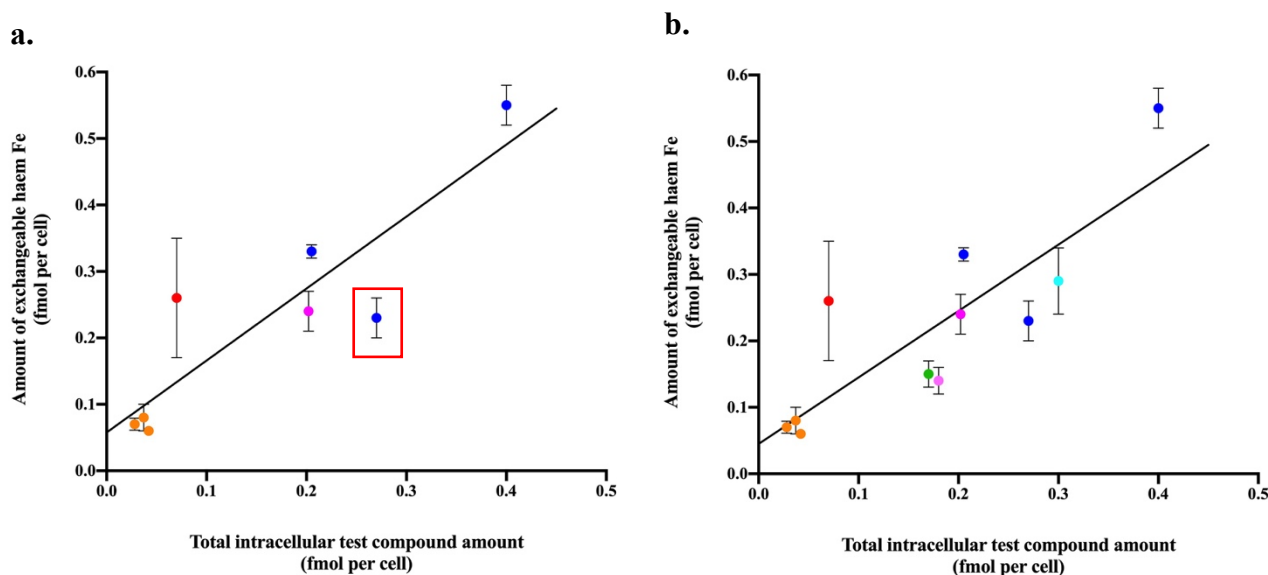 a.
Amount of exchangeable haem Fe
(fmol per cell)
0.6
0.5
0.4
0.3
0.2
0.1
0.0
0.0 0.1 0.2 0.3 0.4 0.5
Total intracellular test compound amount
(fmol per cell)
b.
Amount of exchangeable haem Fe
(fmol per cell)
0.6
0.5
0.4
0.3
0.2
0.1
0.0
0.0 0.1 0.2 0.3 0.4 0.5
Total intracellular test compound amount
(fmol per cell)